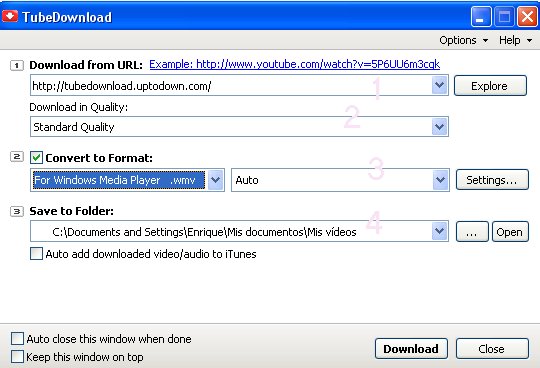 TubeDownload
Options Help
1 Download from URL: Example: http://www.youtube.com/watch?v=5P6UU6m3cqk
http://tubedownload.uptodown.com/ 1 Explore
Download in Quality:
Standard Quality 2
2 Convert to Format:
For Windows Media Player .wmv Auto 3 Settings...
3 Save to Folder:
C:\Documents and Settings\Enrique\Mis documentos\Mis vídeos 4 ... Open
Auto add downloaded video/audio to iTunes
Auto close this window when done
Keep this window on top
Download Close